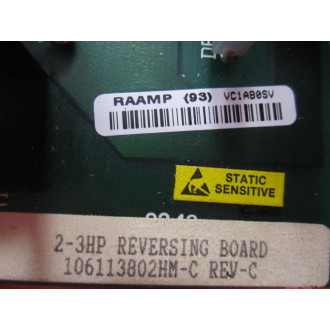 RAAMP (93) VC1AB0SV
STATIC
SENSITIVE
2-3HP REVERSING BOARD
106113802HM-C REV-C